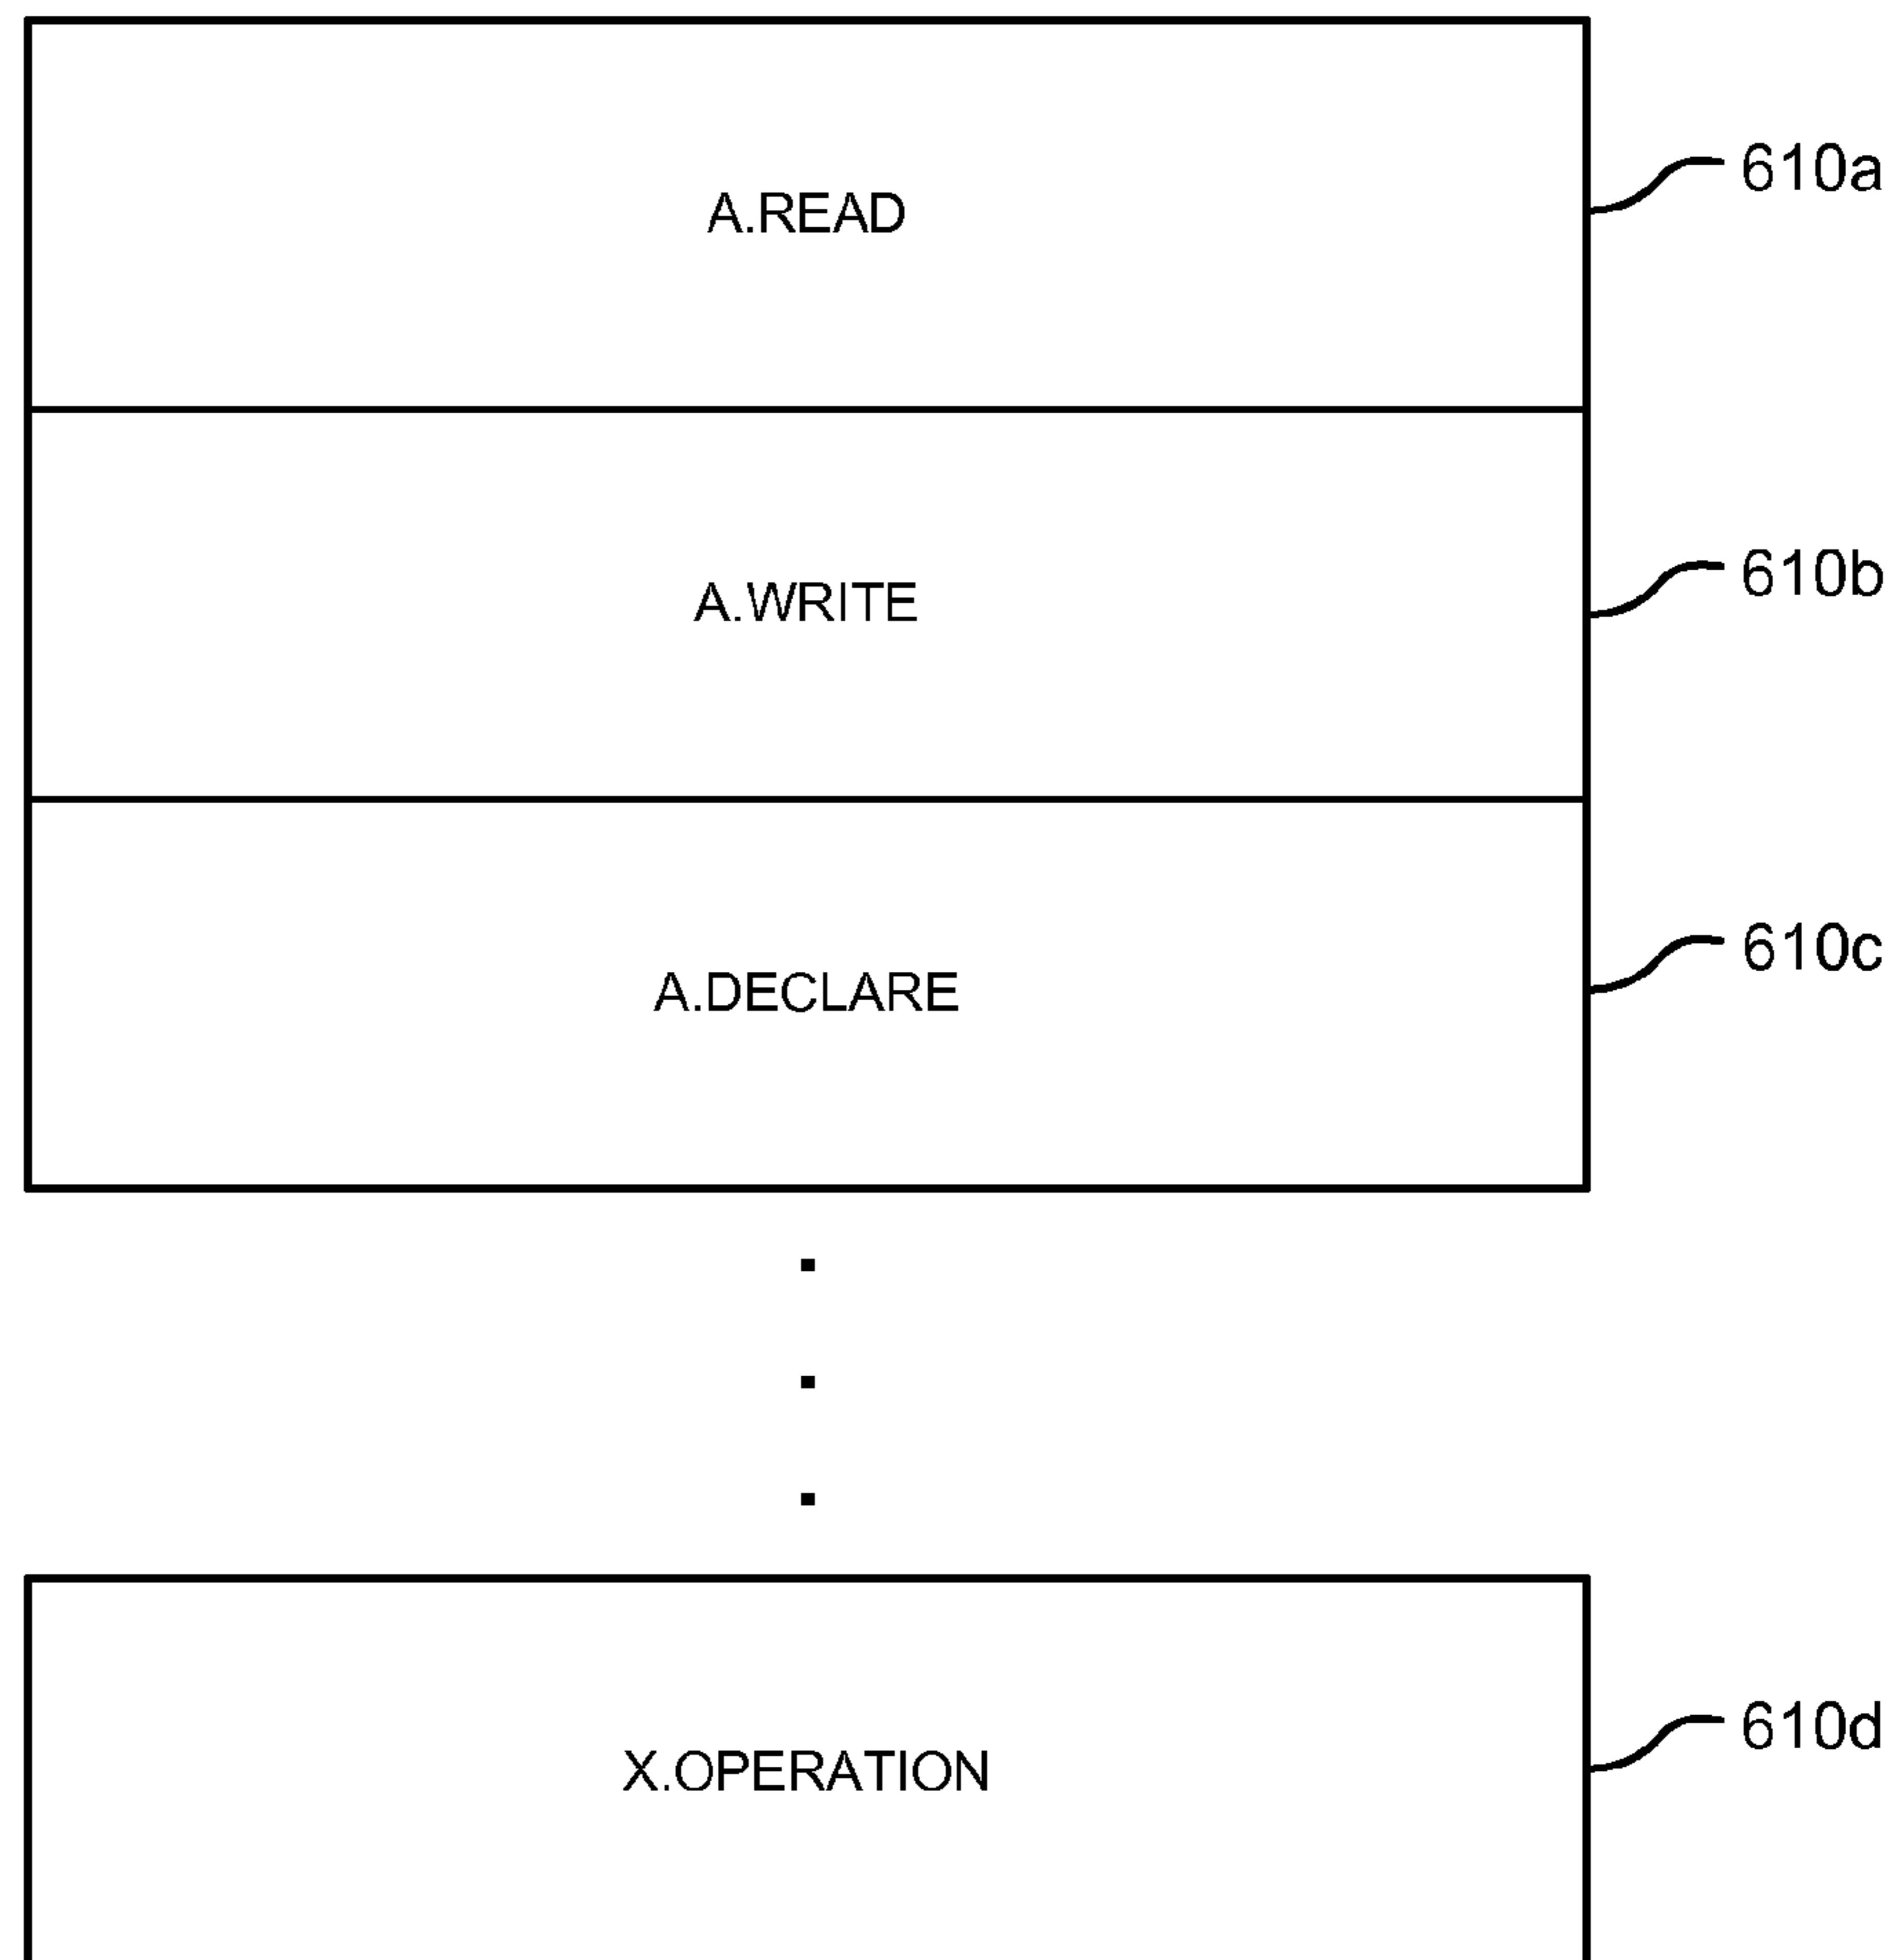 A.READ
610a
A.WRITE
610b
A.DECLARE
610c
X.OPERATION
610d